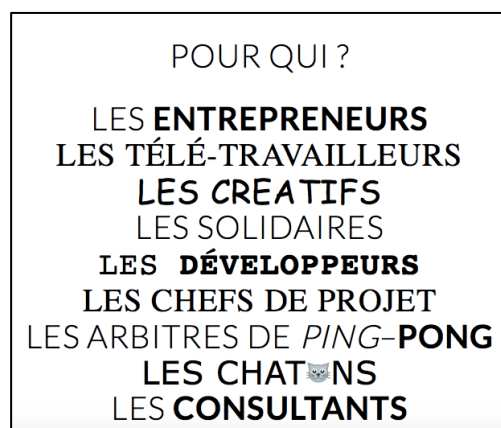 POUR QUI ?
LES ENTREPRENEURS
LES TÉLÉ-TRAVAILLEURS
LES CREATIFS
LES SOLIDAIRES
LES DÉVELOPPEURS
LES CHEFS DE PROJET
LES ARBITRES DE PING–PONG
LES CHAT🐱NS
LES CONSULTANTS